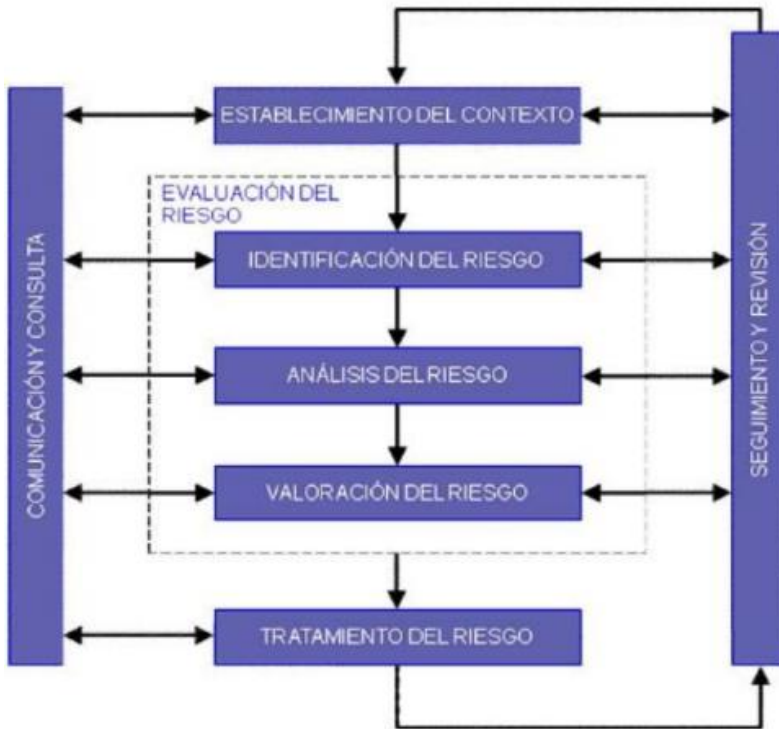 ESTABLECIMIENTO DEL CONTEXTO
EVALUACIÓN DEL
RIESGO
IDENTIFICACIÓN DEL RIESGO
ANÁLISIS DEL RIESGO
VALORACIÓN DEL RIESGO
TRATAMIENTO DEL RIESGO
COMUNICACIÓN Y CONSULTA
SEGUIMIENTO Y REVISIÓN